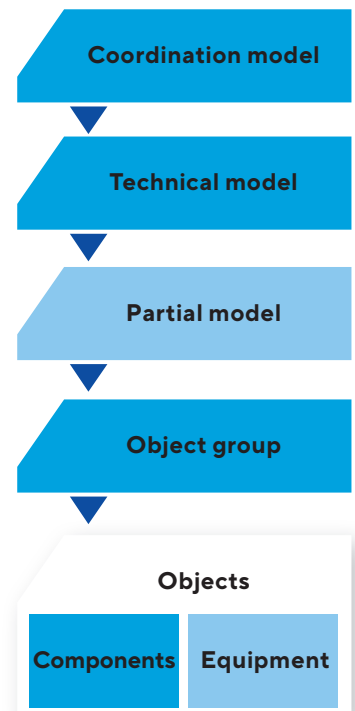 Coordination model
Technical model
Partial model
Object group
Objects
Components
Equipment